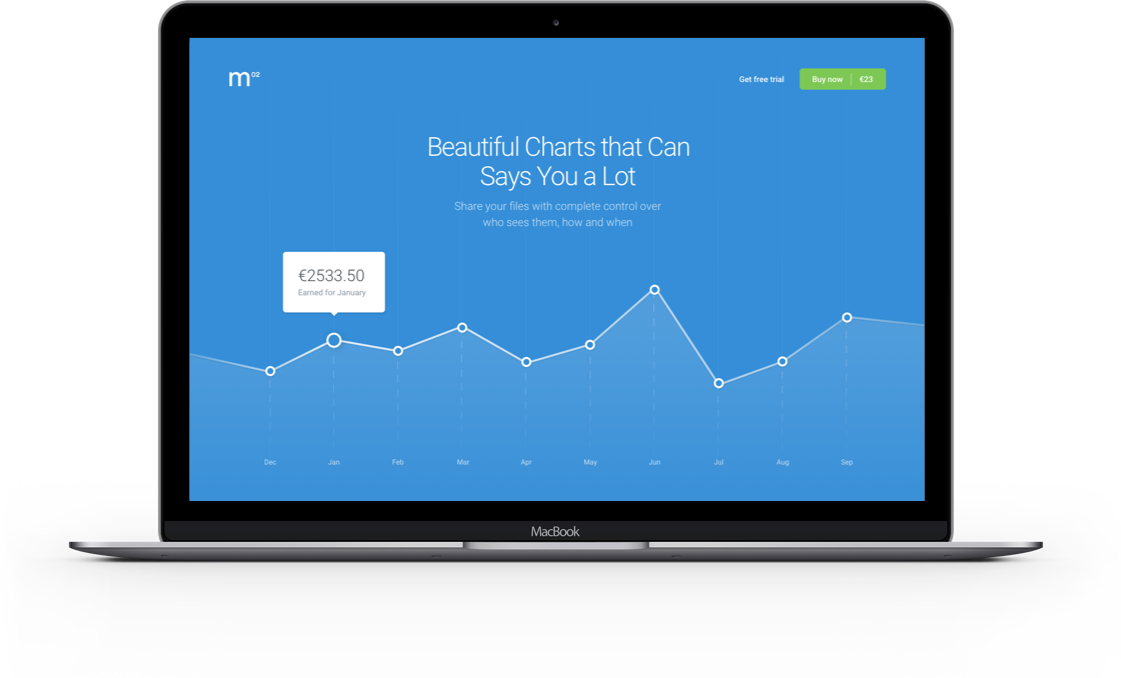 m02
Get free trial
Buy now €23
Beautiful Charts that Can
Says You a Lot
Share your files with complete control over
who sees them, how and when
€2533.50
Earned for January
Dec Jan Feb Mar Apr May Jun Jul Aug Sep
MacBook